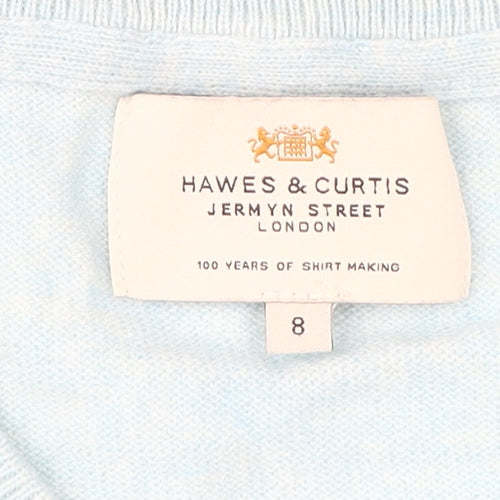 HAWES & CURTIS
JERMYN STREET
LONDON
100 YEARS OF SHIRT MAKING
8